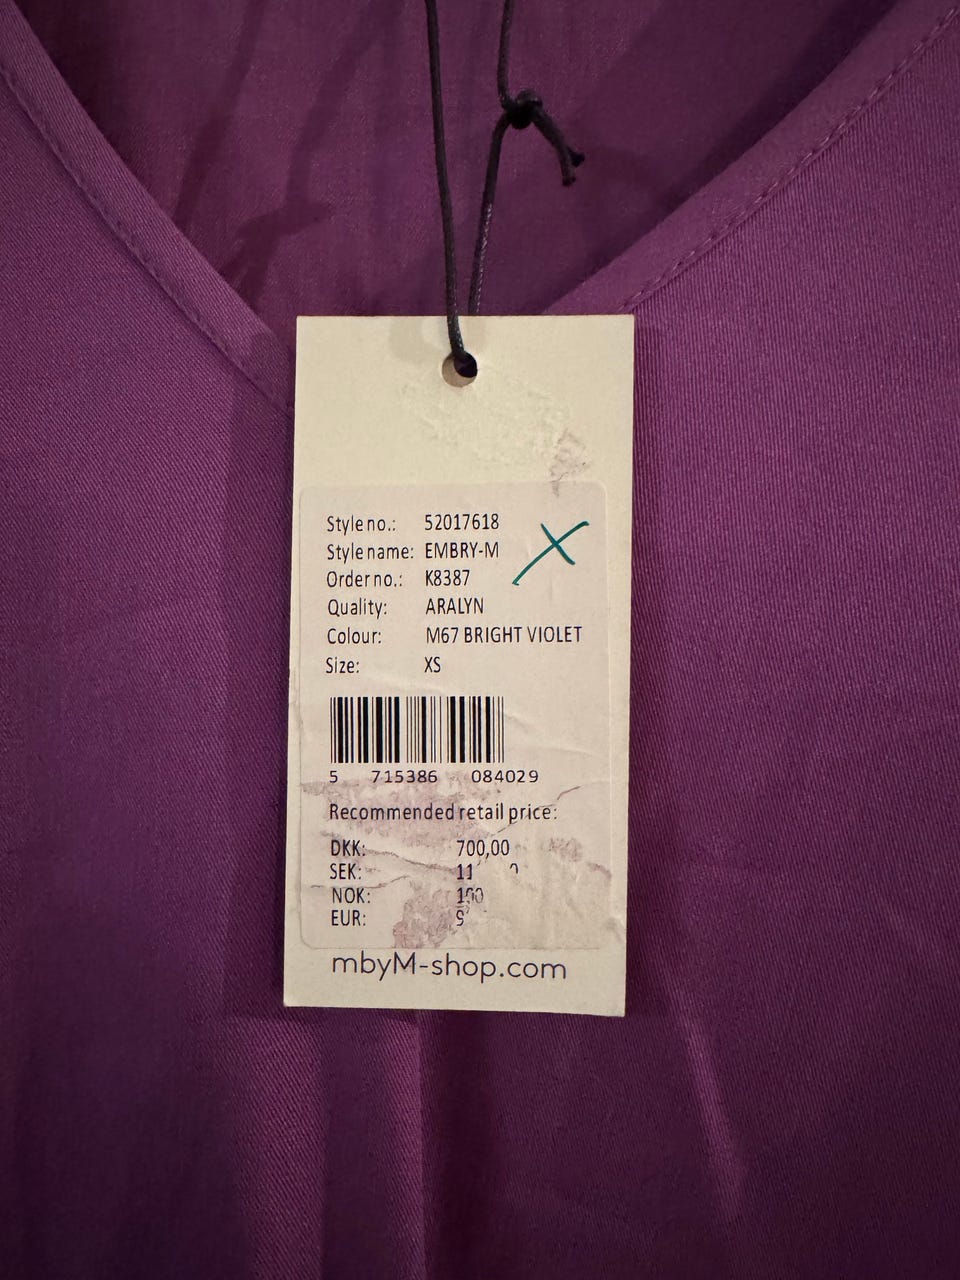 Style no.: 52017618
Style name: EMBRY-M
Order no.: K8387
Quality: ARALYN
Colour: M67 BRIGHT VIOLET
Size: XS
5 715386 084029
Recommended retail price:
DKK: 700,00
SEK:
NOK:
EUR:
mbyM-shop.com